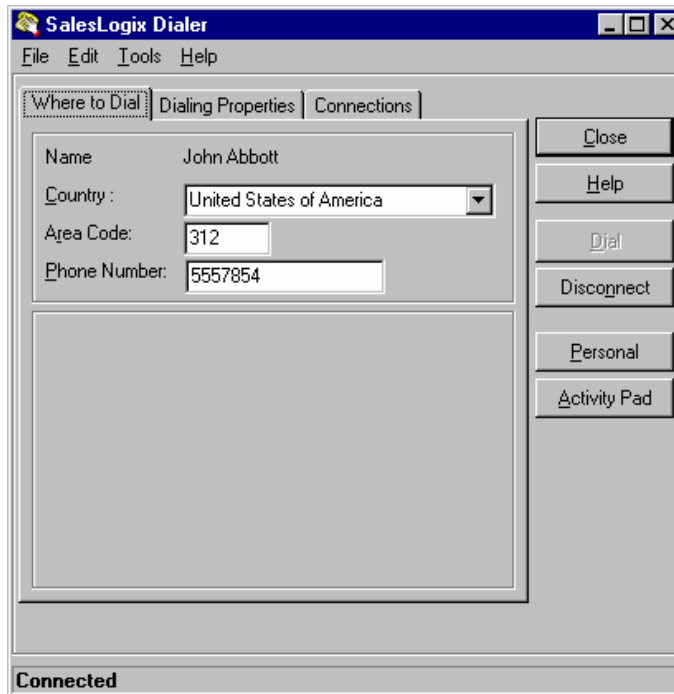 SalesLogix Dialer
File Edit Tools Help
Where to Dial Dialing Properties Connections
Name John Abbott
Country : United States of America
Area Code: 312
Phone Number: 5557854
Close
Help
Dial
Disconnect
Personal
Activity Pad
Connected